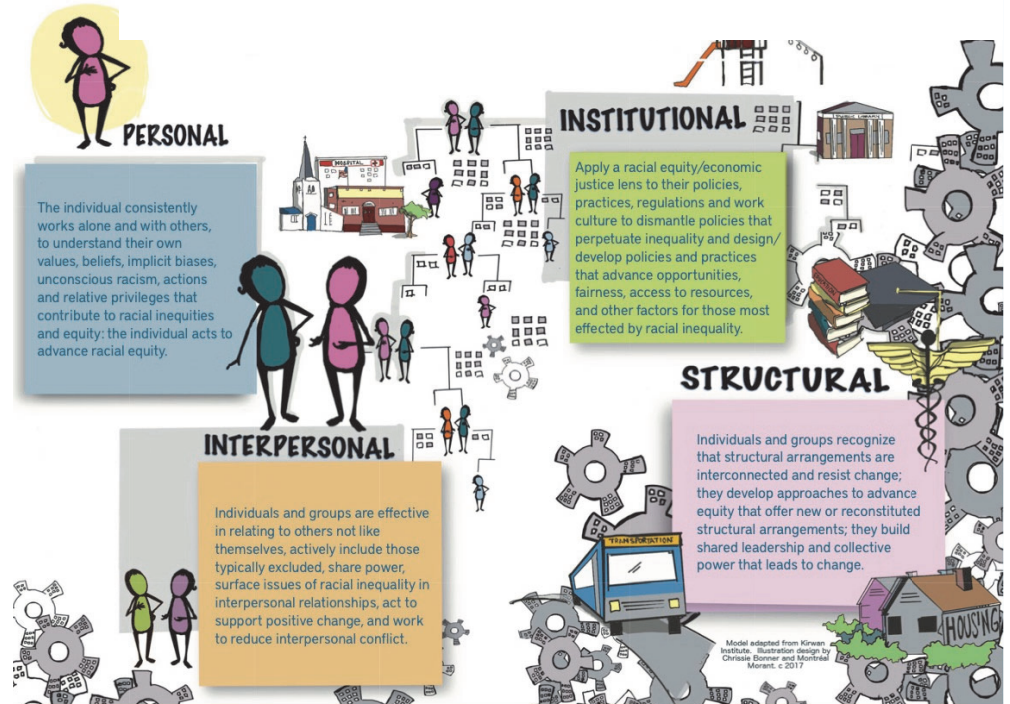 PERSONAL
The individual consistently
works alone and with others,
to understand their own
values, beliefs, implicit biases,
unconscious racism, actions
and relative privileges that
contribute to racial inequities
and equity: the individual acts to
advance racial equity.
HOSPITAL
INTERPERSONAL
Individuals and groups are effective
in relating to others not like
themselves, actively include those
typically excluded, share power,
surface issues of racial inequality in
interpersonal relationships, act to
support positive change, and work
to reduce interpersonal conflict.
INSTITUTIONAL
PUBLIC LIBRARY
Apply a racial equity/economic
justice lens to their policies,
practices, regulations and work
culture to dismantle policies that
perpetuate inequality and design/
develop policies and practices
that advance opportunities,
fairness, access to resources,
and other factors for those most
effected by racial inequality.
STRUCTURAL
Individuals and groups recognize
that structural arrangements are
interconnected and resist change;
they develop approaches to advance
equity that offer new or reconstituted
structural arrangements; they build
shared leadership and collective
power that leads to change.
TRANSPORTATION
HOUSING
Model adapted from Kirwan
Institute. Illustration design by
Chrissie Bonner and Montréal
Morant. c 2017